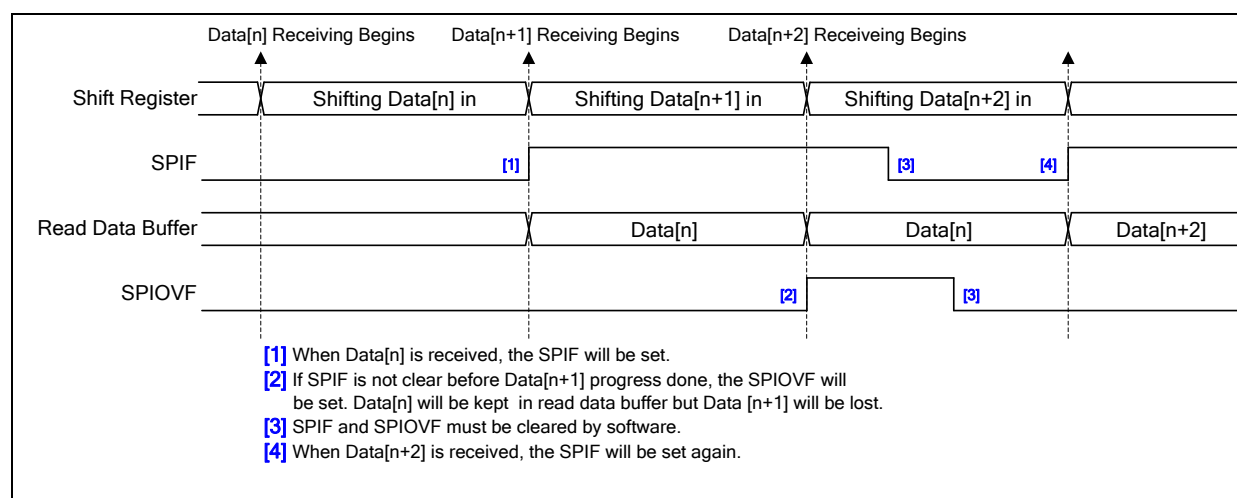 Data[n] Receiving Begins Data[n+1] Receiving Begins Data[n+2] Receiveing Begins
Shift Register Shifting Data[n] in Shifting Data[n+1] in Shifting Data[n+2] in
SPIF [1] [3] [4]
Read Data Buffer Data[n] Data[n] Data[n+2]
SPIOVF [2] [3]
[1] When Data[n] is received, the SPIF will be set.
[2] If SPIF is not clear before Data[n+1] progress done, the SPIOVF will
be set. Data[n] will be kept in read data buffer but Data [n+1] will be lost.
[3] SPIF and SPIOVF must be cleared by software.
[4] When Data[n+2] is received, the SPIF will be set again.